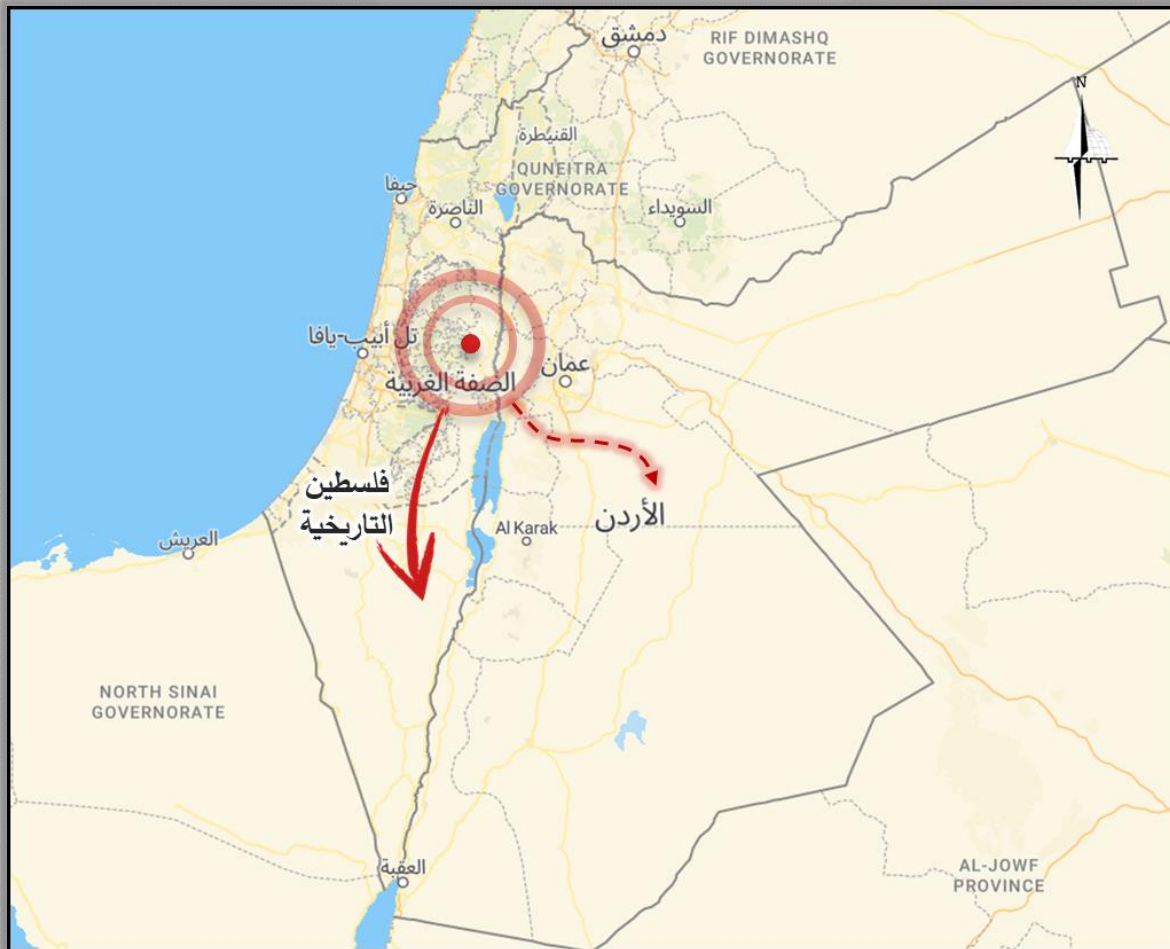 دمشق
RIF DIMASHQ
GOVERNORATE
N
القنيطرة
QUNEITRA
GOVERNORATE
حيفا
الناصرة
السويداء
تل أبيب-يافا
عمان
الضفة الغربية
فلسطين
التاريخية
الأردن
Al Karak
العريش
NORTH SINAI
GOVERNORATE
العقبة
AL-JOWF
PROVINCE